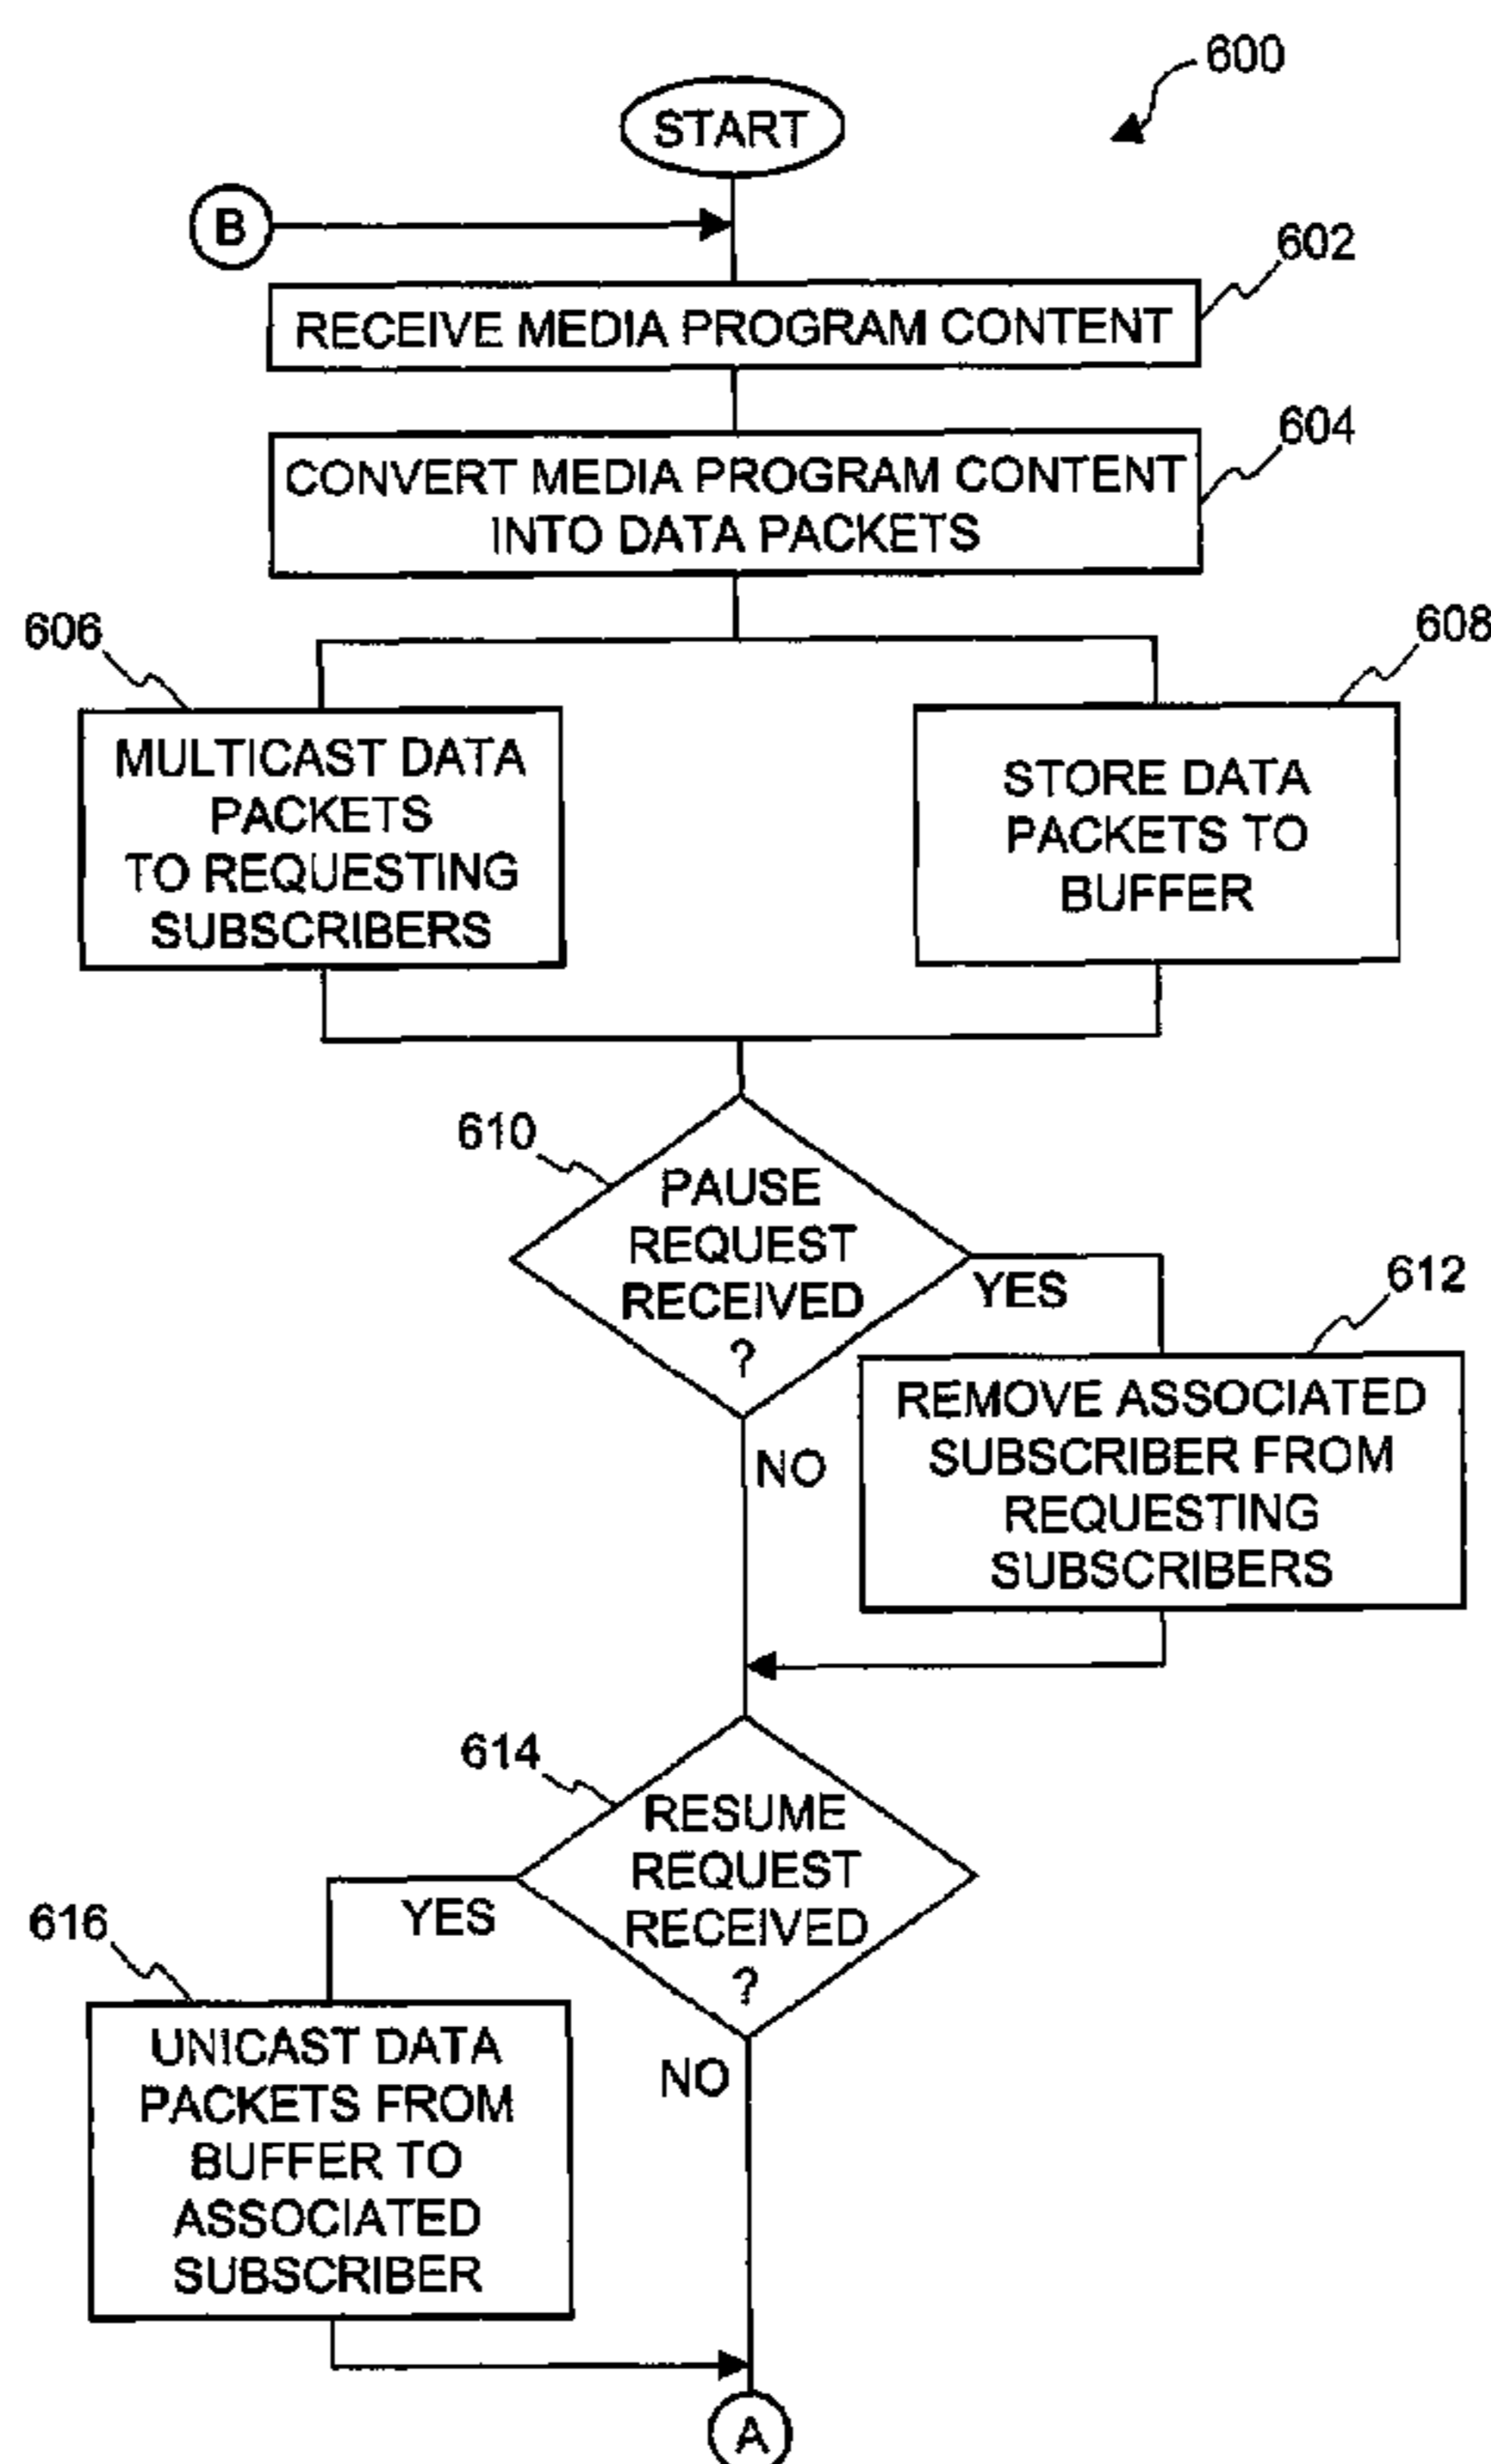 600
START
B
602
RECEIVE MEDIA PROGRAM CONTENT
604
CONVERT MEDIA PROGRAM CONTENT
INTO DATA PACKETS
606
608
MULTICAST DATA
PACKETS
TO REQUESTING
SUBSCRIBERS
STORE DATA
PACKETS TO
BUFFER
610
PAUSE
REQUEST
RECEIVED
?
YES
612
NO
REMOVE ASSOCIATED
SUBSCRIBER FROM
REQUESTING
SUBSCRIBERS
614
RESUME
REQUEST
RECEIVED
?
YES
616
NO
UNICAST DATA
PACKETS FROM
BUFFER TO
ASSOCIATED
SUBSCRIBER
A